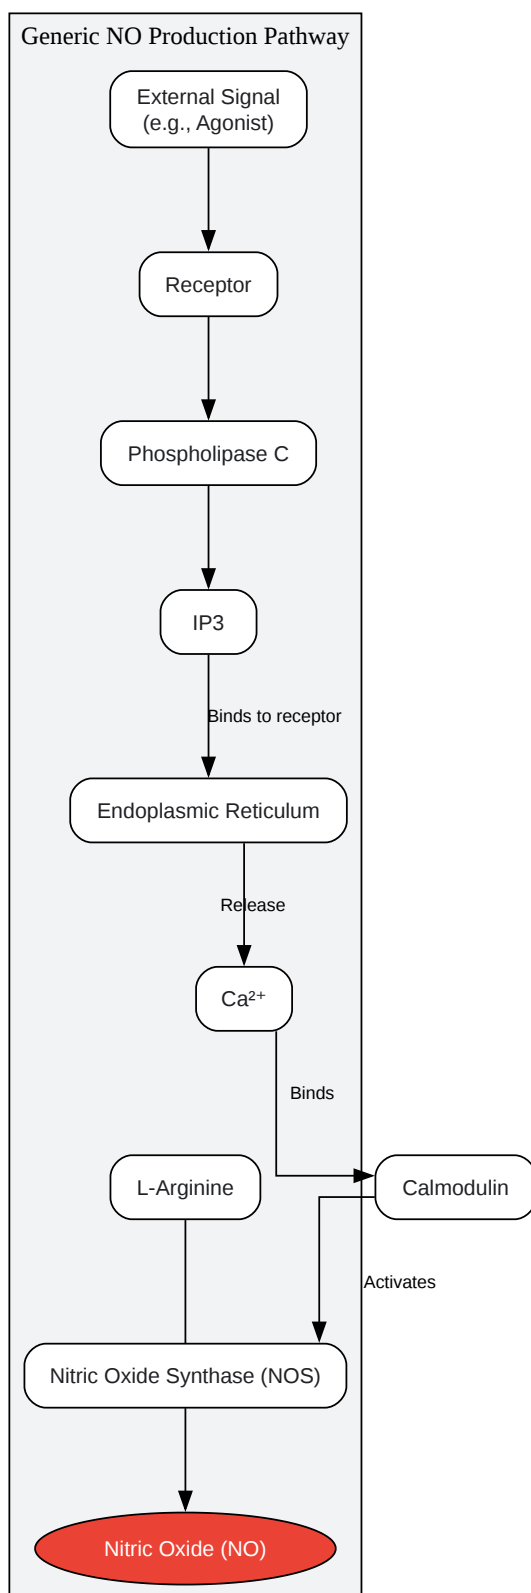 Generic NO Production Pathway
External Signal
(e.g., Agonist)
Receptor
Phospholipase C
IP3
Binds to receptor
Endoplasmic Reticulum
Release
Ca²⁺
Binds
L-Arginine
Calmodulin
Activates
Nitric Oxide Synthase (NOS)
Nitric Oxide (NO)